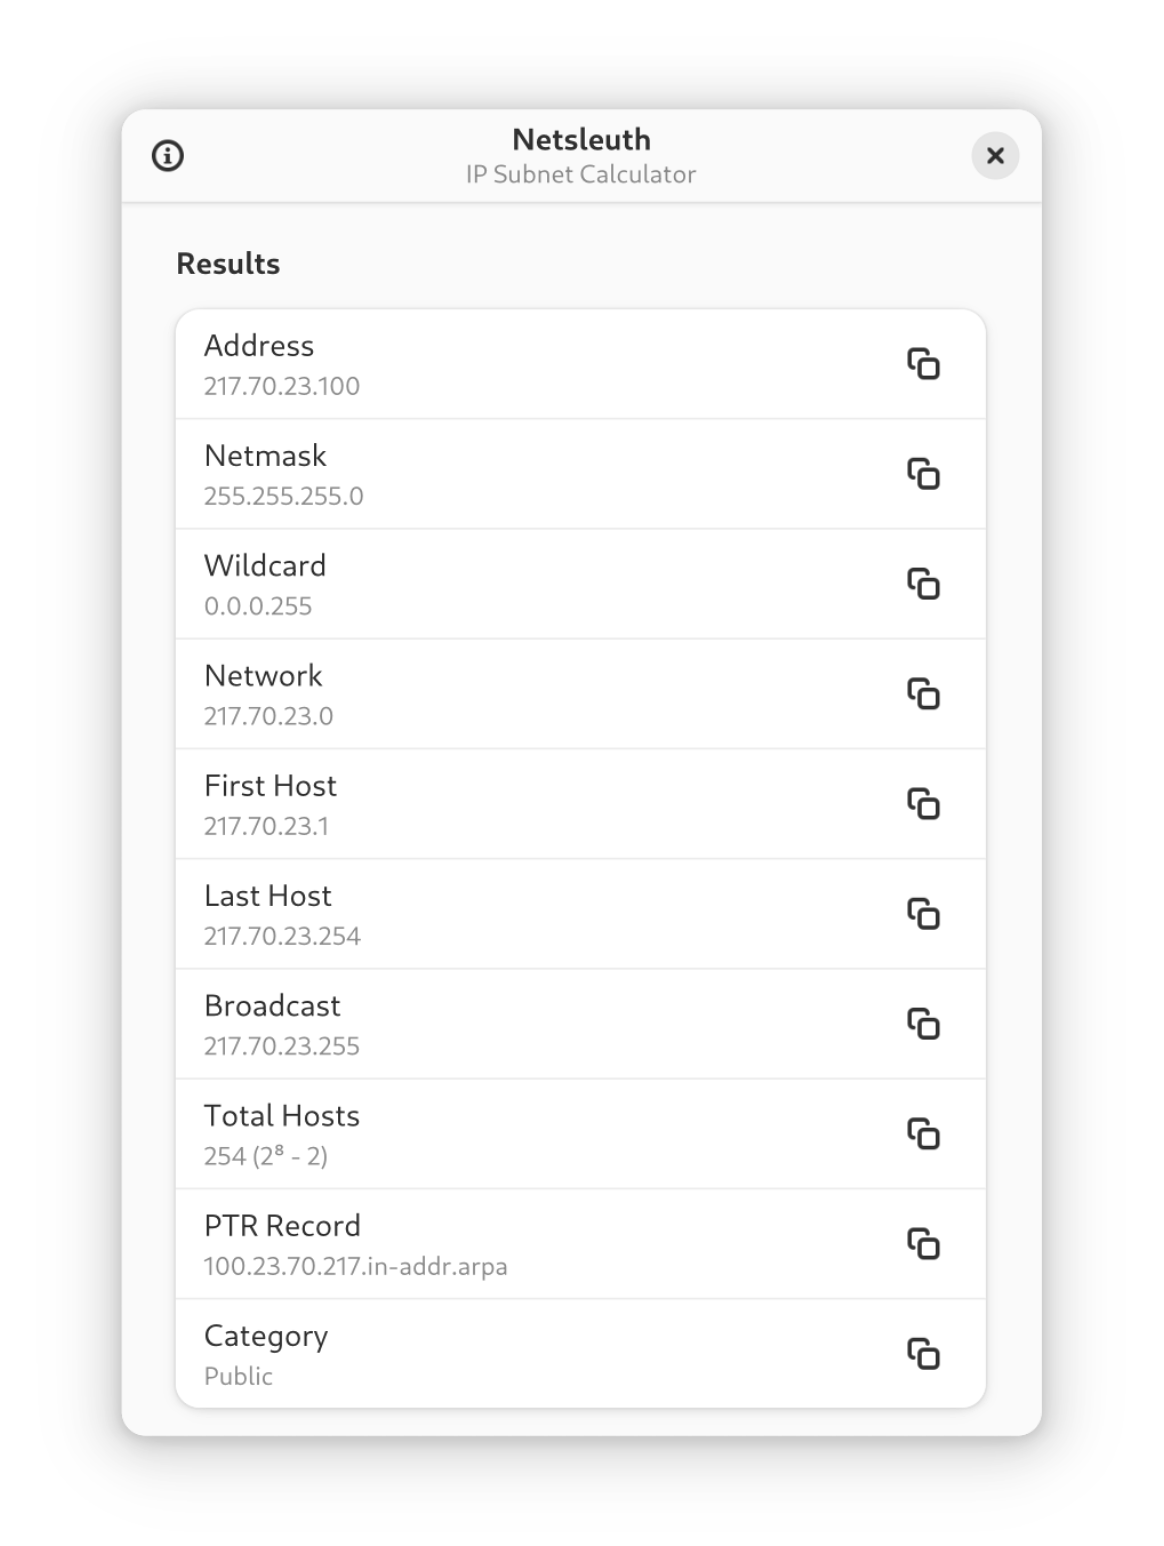 Netsleuth
IP Subnet Calculator
Results
Address
217.70.23.100
Netmask
255.255.255.0
Wildcard
0.0.0.255
Network
217.70.23.0
First Host
217.70.23.1
Last Host
217.70.23.254
Broadcast
217.70.23.255
Total Hosts
254 (2⁸ - 2)
PTR Record
100.23.70.217.in-addr.arpa
Category
Public